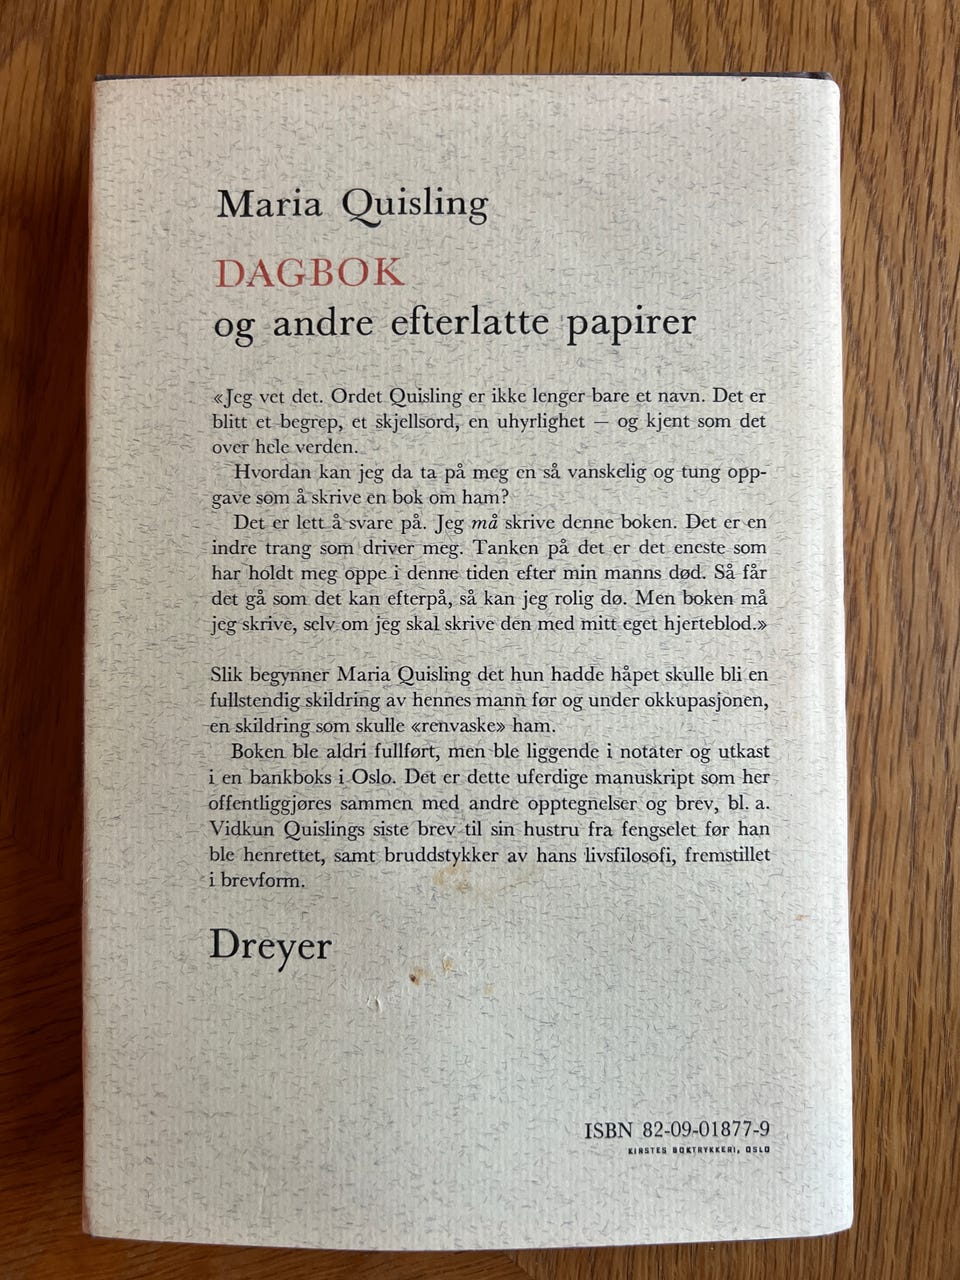 Maria Quisling
DAGBOK
og andre efterlatte papirer
«Jeg vet det. Ordet Quisling er ikke lenger bare et navn. Det er
blitt et begrep, et skjellsord, en uhyrlighet — og kjent som det
over hele verden.
Hvordan kan jeg da ta på meg en så vanskelig og tung opp-
gave som å skrive en bok om ham?
Det er lett å svare på. Jeg må skrive denne boken. Det er en
indre trang som driver meg. Tanken på det er det eneste som
har holdt meg oppe i denne tiden efter min manns død. Så får
det gå som det kan efterpå, så kan jeg rolig dø. Men boken må
jeg skrive, selv om jeg skal skrive den med mitt eget hjerteblod.»
Slik begynner Maria Quisling det hun hadde håpet skulle bli en
fullstendig skildring av hennes mann før og under okkupasjonen,
en skildring som skulle «renvaske» ham.
Boken ble aldri fullført, men ble liggende i notater og utkast
i en bankboks i Oslo. Det er dette uferdige manuskript som her
offentliggjøres sammen med andre opptegnelser og brev, bl. a.
Vidkun Quislings siste brev til sin hustru fra fengselet før han
ble henrettet, samt bruddstykker av hans livsfilosofi, fremstillet
i brevform.
Dreyer
ISBN 82-09-01877-9
KIRSTES BOKTRYKKERI, OSLO